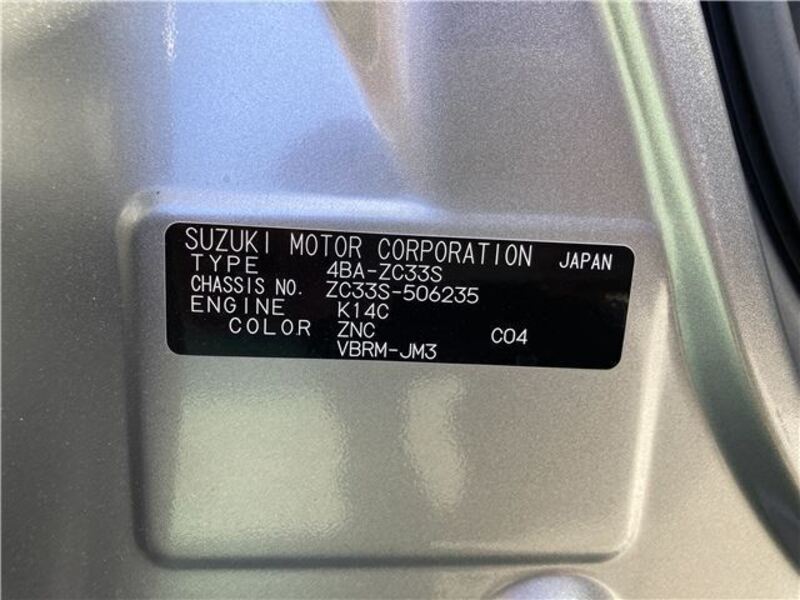 SUZUKI MOTOR CORPORATION JAPAN
TYPE 4BA-ZC33S
CHASSIS NO. ZC33S-506235
ENGINE K14C
COLOR ZNC C04
VBRM-JM3